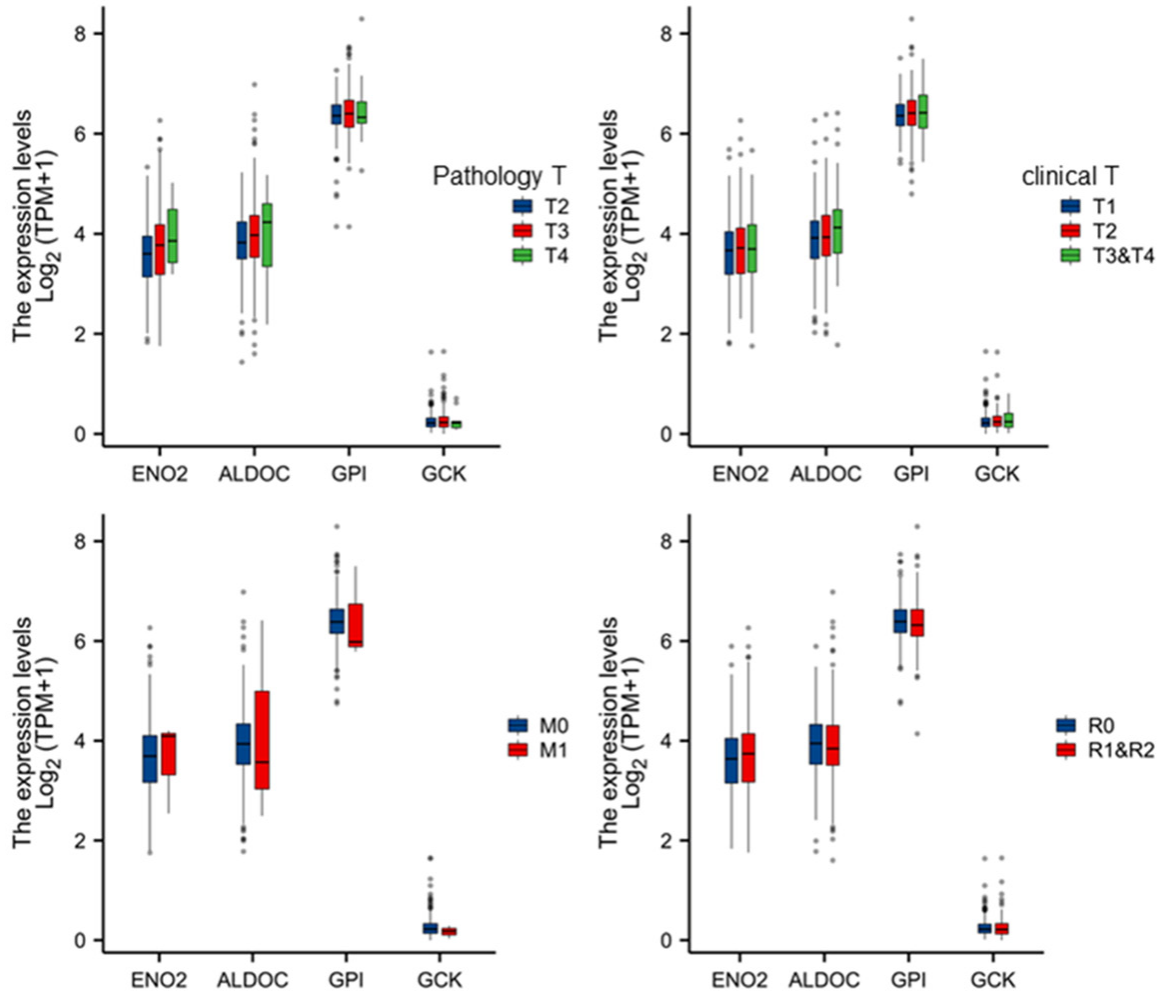 The expression levels
Log2 (TPM+1)
8
6
4
2
0
ENO2 ALDOC GPI GCK
Pathology T
T2
T3
T4
The expression levels
Log2 (TPM+1)
8
6
4
2
0
ENO2 ALDOC GPI GCK
clinical T
T1
T2
T3&T4
The expression levels
Log2 (TPM+1)
8
6
4
2
0
ENO2 ALDOC GPI GCK
M0
M1
The expression levels
Log2 (TPM+1)
8
6
4
2
0
ENO2 ALDOC GPI GCK
R0
R1&R2